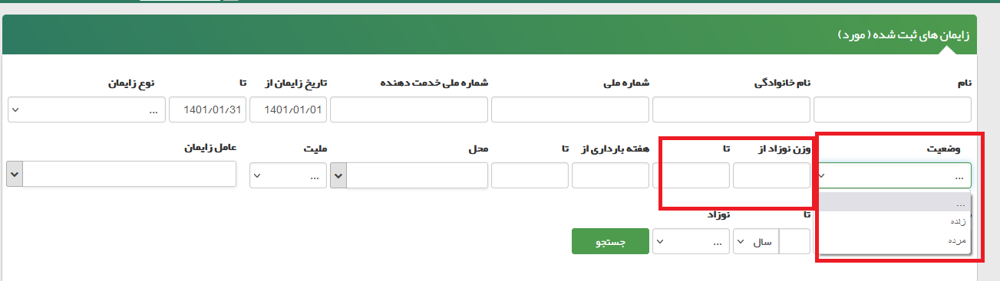 زایمان های ثبت شده ( مورد )
نام
نام خانوادگی
شماره ملی
شماره ملی خدمت دهنده
تاریخ زایمان از
تا
نوع زایمان
1401/01/01
1401/01/31
...
وضعیت
وزن نوزاد از
تا
هفته بارداری از
تا
محل
ملیت
عامل زایمان
...
...
...
زنده
مرده
تا
نوزاد
سال
...
جستجو